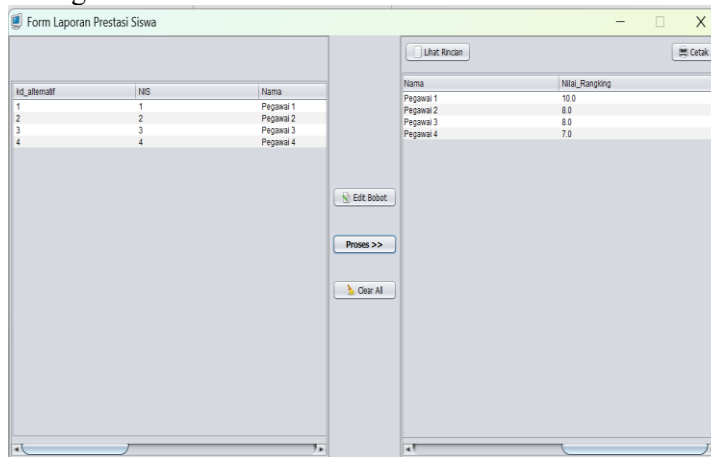 Form Laporan Prestasi Siswa
Lihat Rincian
Cetak
kd_alternatif NIS Nama
1 1 Pegawai 1
2 2 Pegawai 2
3 3 Pegawai 3
4 4 Pegawai 4
Edit Bobot
Proses >>
Clear All
Nama Nilai_Rangking
Pegawai 1 10.0
Pegawai 2 8.0
Pegawai 3 8.0
Pegawai 4 7.0